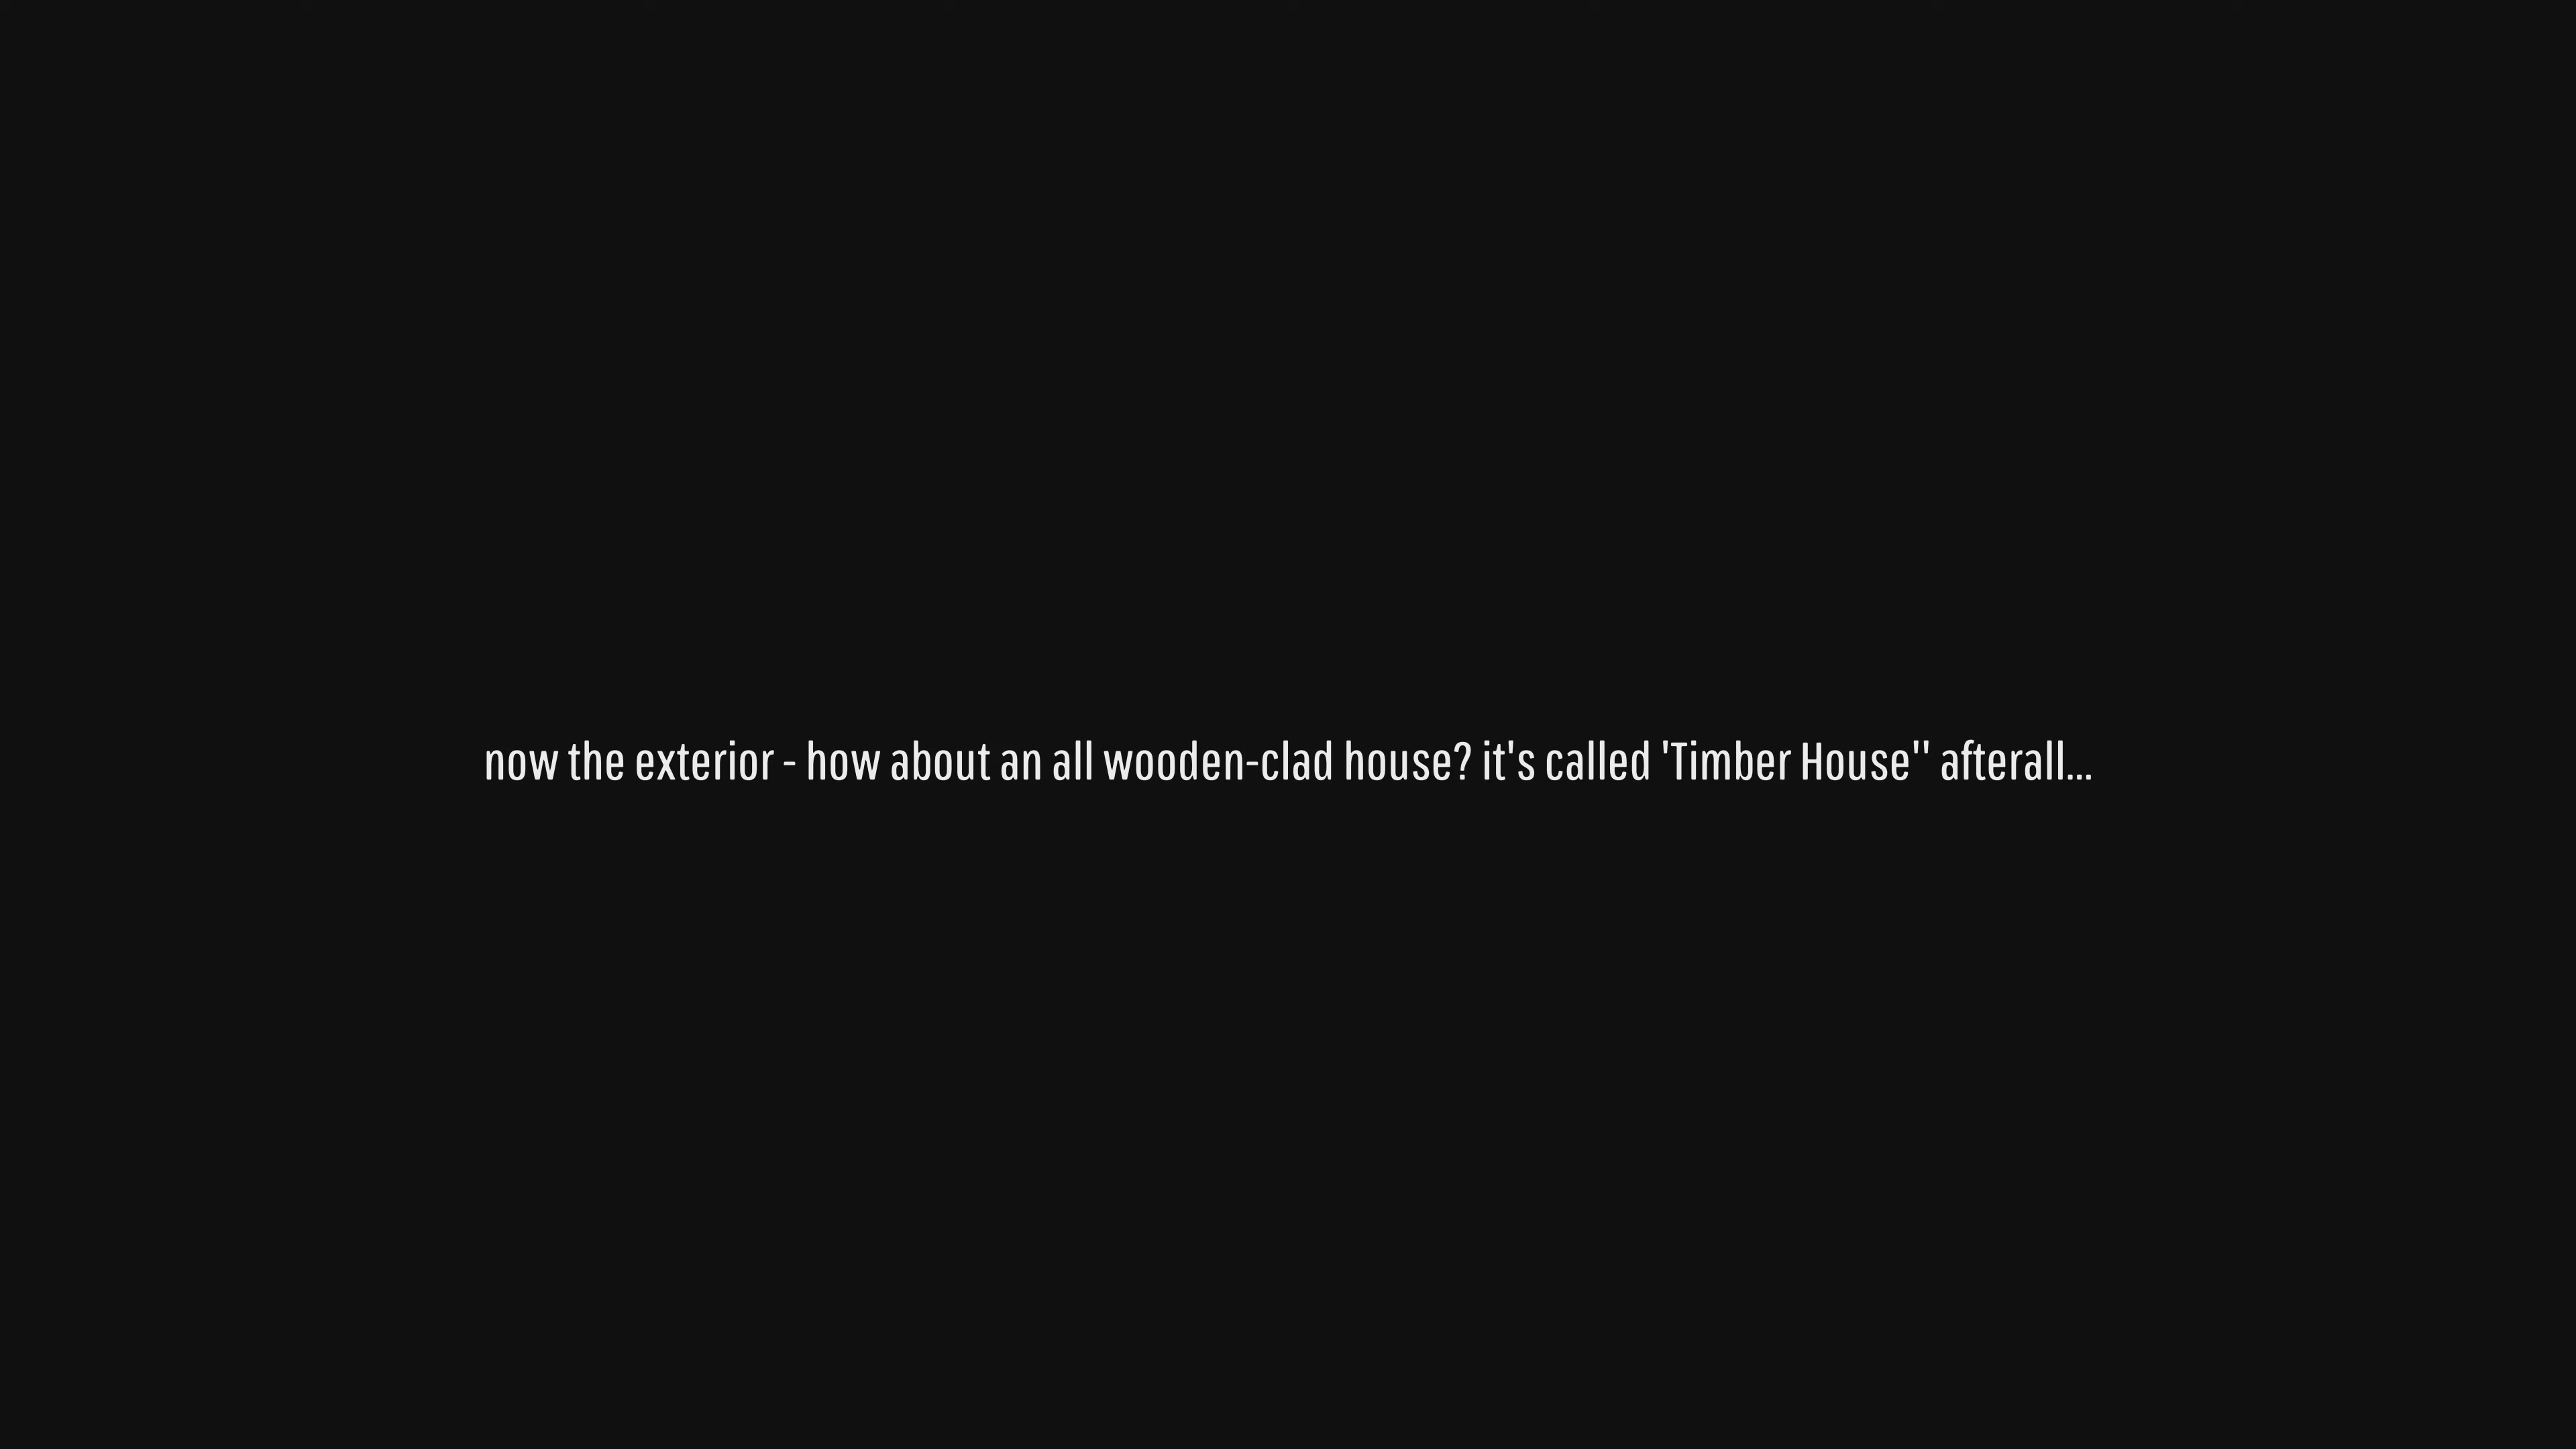 now the exterior - how about an all wooden-clad house? it's called 'Timber House'' afterall...